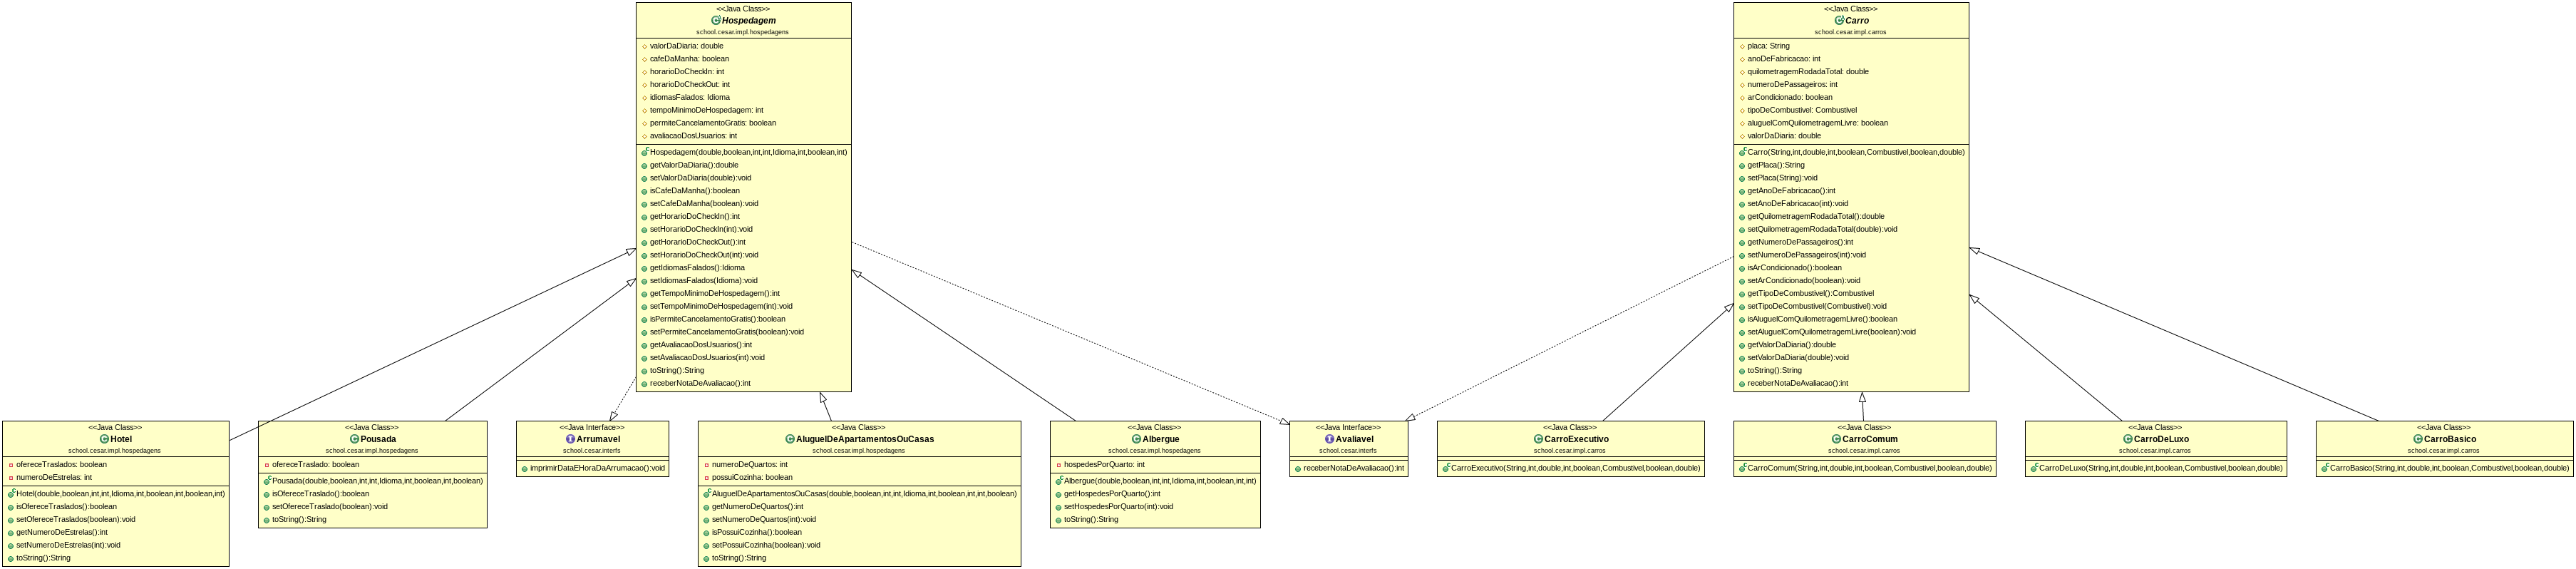 <<Java Class>>
Hospedagem
school.cesar.impl.hospedagens
valorDaDiaria: double
cafeDaManha: boolean
horarioDoCheckIn: int
horarioDoCheckOut: int
idiomasFalados: Idioma
tempoMinimoDeHospedagem: int
permiteCancelamentoGratis: boolean
avaliacaoDosUsuarios: int
Hospedagem(double,boolean,int,int,Idioma,int,boolean,int)
getValorDaDiaria():double
setValorDaDiaria(double):void
isCafeDaManha():boolean
setCafeDaManha(boolean):void
getHorarioDoCheckIn():int
setHorarioDoCheckIn(int):void
getHorarioDoCheckOut():int
setHorarioDoCheckOut(int):void
getIdiomasFalados():Idioma
setIdiomasFalados(Idioma):void
getTempoMinimoDeHospedagem():int
setTempoMinimoDeHospedagem(int):void
isPermiteCancelamentoGratis():boolean
setPermiteCancelamentoGratis(boolean):void
getAvaliacaoDosUsuarios():int
setAvaliacaoDosUsuarios(int):void
toString():String
receberNotaDeAvaliacao():int
<<Java Class>>
Carro
school.cesar.impl.carros
placa: String
anoDeFabricacao: int
quilometragemRodadaTotal: double
numeroDePassageiros: int
arCondicionado: boolean
tipoDeCombustivel: Combustivel
aluguelComQuilometragemLivre: boolean
valorDaDiaria: double
Carro(String,int,double,int,boolean,Combustivel,boolean,double)
getPlaca():String
setPlaca(String):void
getAnoDeFabricacao():int
setAnoDeFabricacao(int):void
getQuilometragemRodadaTotal():double
setQuilometragemRodadaTotal(double):void
getNumeroDePassageiros():int
setNumeroDePassageiros(int):void
isArCondicionado():boolean
setArCondicionado(boolean):void
getTipoDeCombustivel():Combustivel
setTipoDeCombustivel(Combustivel):void
isAluguelComQuilometragemLivre():boolean
setAluguelComQuilometragemLivre(boolean):void
getValorDaDiaria():double
setValorDaDiaria(double):void
toString():String
receberNotaDeAvaliacao():int
<<Java Class>>
Hotel
school.cesar.impl.hospedagens
ofereceTraslados: boolean
numeroDeEstrelas: int
Hotel(double,boolean,int,int,Idioma,int,boolean,int,boolean,int)
isOfereceTraslados():boolean
setOfereceTraslados(boolean):void
getNumeroDeEstrelas():int
setNumeroDeEstrelas(int):void
toString():String
<<Java Class>>
Pousada
school.cesar.impl.hospedagens
ofereceTraslado: boolean
Pousada(double,boolean,int,int,Idioma,int,boolean,int,boolean)
isOfereceTraslado():boolean
setOfereceTraslado(boolean):void
toString():String
<<Java Interface>>
Arrumavel
school.cesar.interfs
imprimirDataEHoraDaArrumacao():void
<<Java Class>>
AluguelDeApartamentosOuCasas
school.cesar.impl.hospedagens
numeroDeQuartos: int
possuiCozinha: boolean
AluguelDeApartamentosOuCasas(double,boolean,int,int,Idioma,int,boolean,int,int,boolean)
getNumeroDeQuartos():int
setNumeroDeQuartos(int):void
isPossuiCozinha():boolean
setPossuiCozinha(boolean):void
toString():String
<<Java Class>>
Albergue
school.cesar.impl.hospedagens
hospedesPorQuarto: int
Albergue(double,boolean,int,int,Idioma,int,boolean,int,int)
getHospedesPorQuarto():int
setHospedesPorQuarto(int):void
toString():String
<<Java Interface>>
Avaliavel
school.cesar.interfs
receberNotaDeAvaliacao():int
<<Java Class>>
CarroExecutivo
school.cesar.impl.carros
CarroExecutivo(String,int,double,int,boolean,Combustivel,boolean,double)
<<Java Class>>
CarroComum
school.cesar.impl.carros
CarroComum(String,int,double,int,boolean,Combustivel,boolean,double)
<<Java Class>>
CarroDeLuxo
school.cesar.impl.carros
CarroDeLuxo(String,int,double,int,boolean,Combustivel,boolean,double)
<<Java Class>>
CarroBasico
school.cesar.impl.carros
CarroBasico(String,int,double,int,boolean,Combustivel,boolean,double)